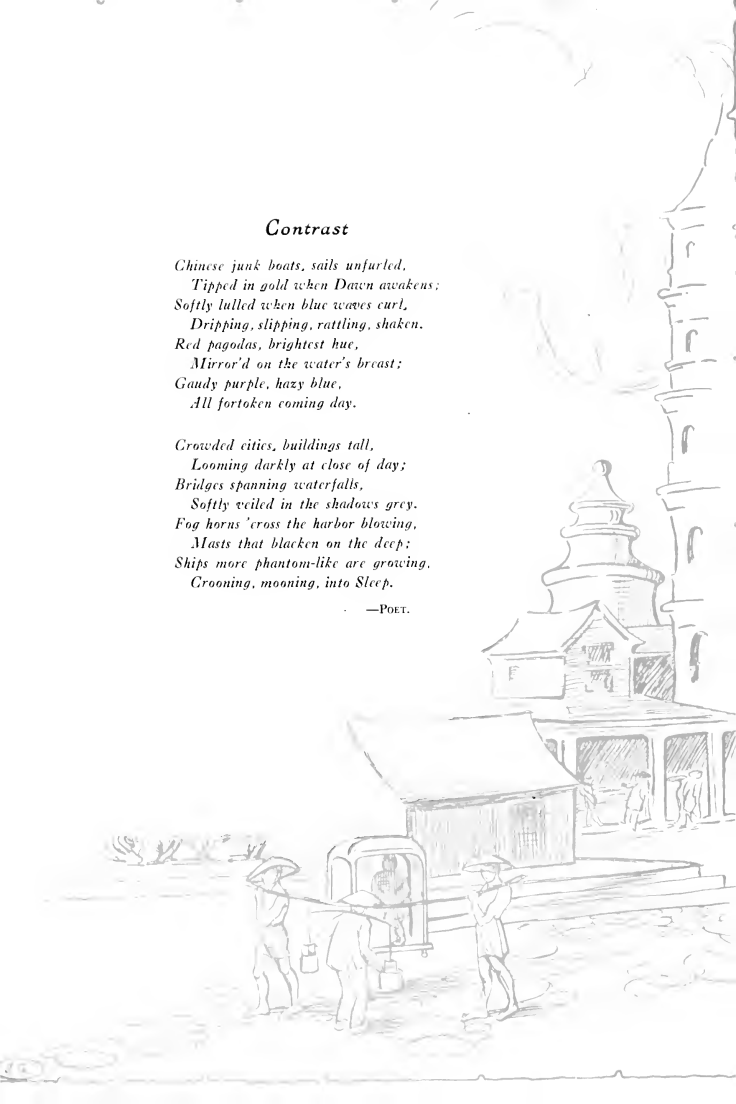 Contrast
Chinese junk boats, sails unfurled,
Tipped in gold when Dawn awakens;
Softly lulled when blue waves curl,
Dripping, slipping, rattling, shaken.
Red pagodas, brightest hue,
Mirror'd on the water's breast;
Gaudy purple, hazy blue,
All fortoken coming day.
Crowded cities, buildings tall,
Looming darkly at close of day;
Bridges spanning waterfalls,
Softly veiled in the shadows grey.
Fog horns 'cross the harbor blowing,
Masts that blacken on the deep;
Ships more phantom-like are growing,
Crooning, mooning, into Sleep.
—POET.